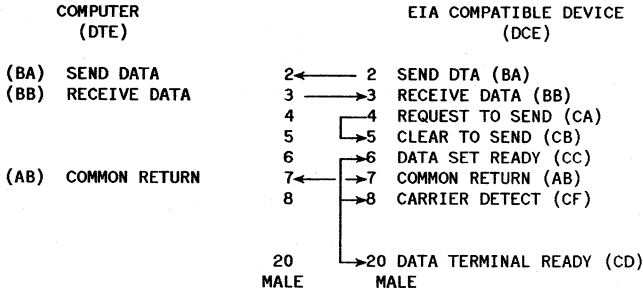 COMPUTER EIA COMPATIBLE DEVICE
(DTE) (DCE)
(BA) SEND DATA 2 2 SEND DTA (BA)
(BB) RECEIVE DATA 3 3 RECEIVE DATA (BB)
4 4 REQUEST TO SEND (CA)
5 5 CLEAR TO SEND (CB)
6 6 DATA SET READY (CC)
(AB) COMMON RETURN 7 7 COMMON RETURN (AB)
8 8 CARRIER DETECT (CF)
20 20 DATA TERMINAL READY (CD)
MALE MALE